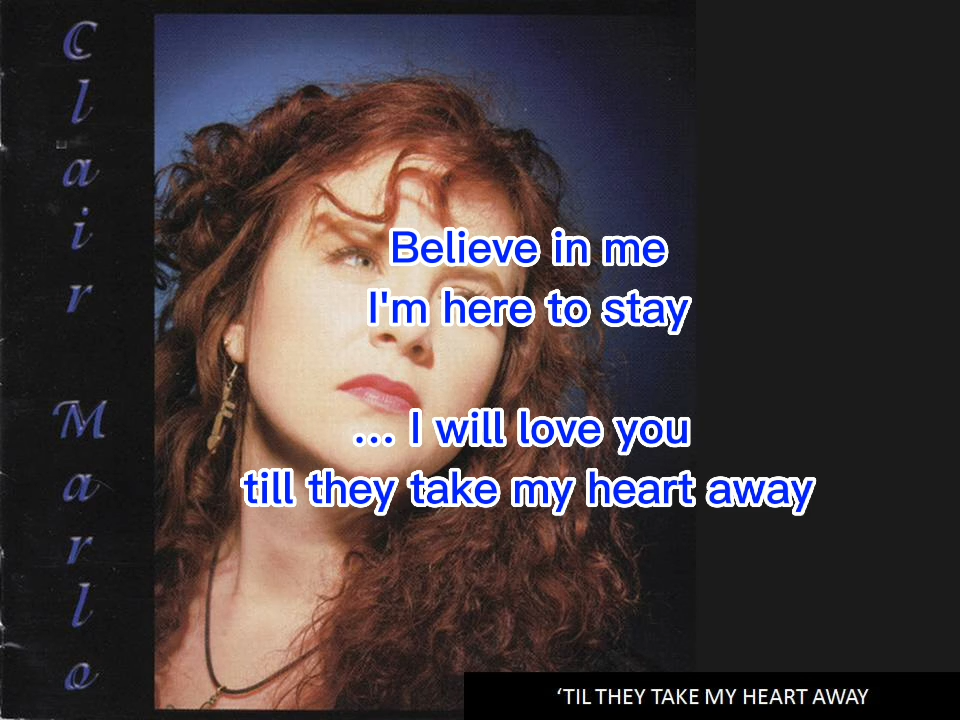 Clair Marlo
Believe in me
I'm here to stay
... I will love you
till they take my heart away
‘TIL THEY TAKE MY HEART AWAY